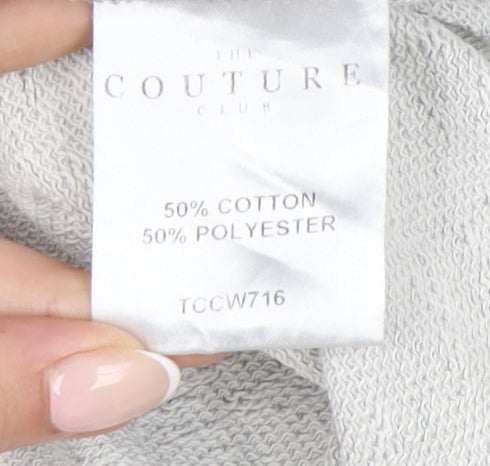 THE
COUTURE
CLUB
50% COTTON
50% POLYESTER
TCCW716